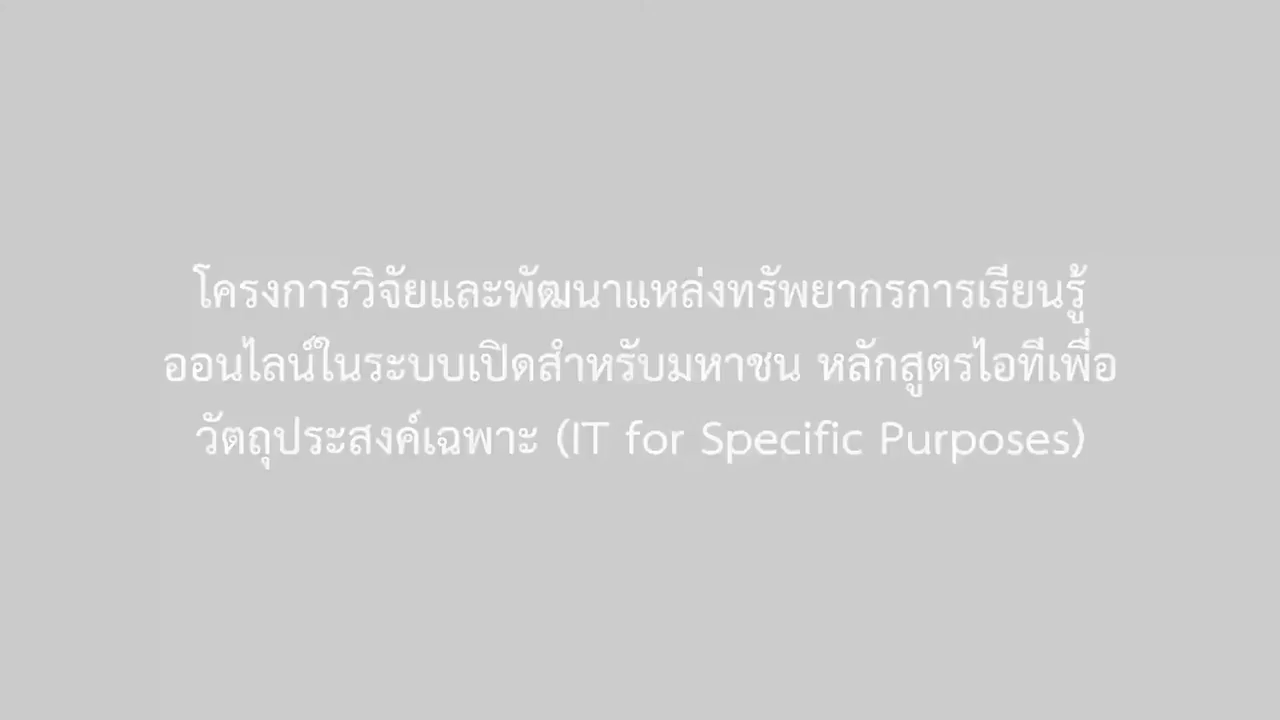 โครงการวิจัยและพัฒนาแหล่งทรัพยากรการเรียนรู้
ออนไลน์ในระบบเปิดสำหรับมหาชน หลักสูตรไอทีเพื่อ
วัตถุประสงค์เฉพาะ (IT for Specific Purposes)